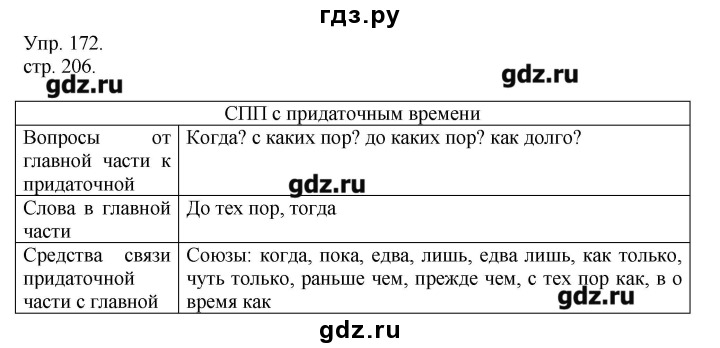 гдз.ру
Упр. 172.
стр. 206.
gdz.ru
gdz.ru
СПП с придаточным времени
Вопросы от
главной части к
придаточной
Когда? с каких пор? до каких пор? как долго?
gdz.ru
Слова в главной
части
До тех пор, тогда
Средства связи
придаточной
части с главной
Союзы: когда, пока, едва, лишь, едва лишь, как только,
чуть только, раньше чем, прежде чем, с тех пор как, в о
время как
gdz.ru
gdz.ru